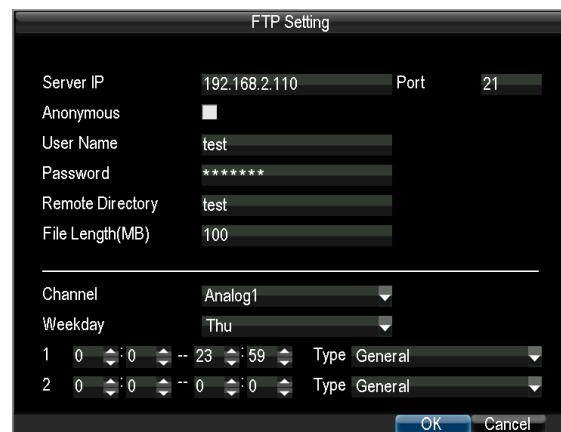 FTP Setting
Server IP 192.168.2.110 Port 21
Anonymous
User Name test
Password *******
Remote Directory test
File Length(MB) 100
Channel Analog1
Weekday Thu
1 0 : 0 -- 23 : 59 Type General
2 0 : 0 -- 0 : 0 Type General
OK Cancel